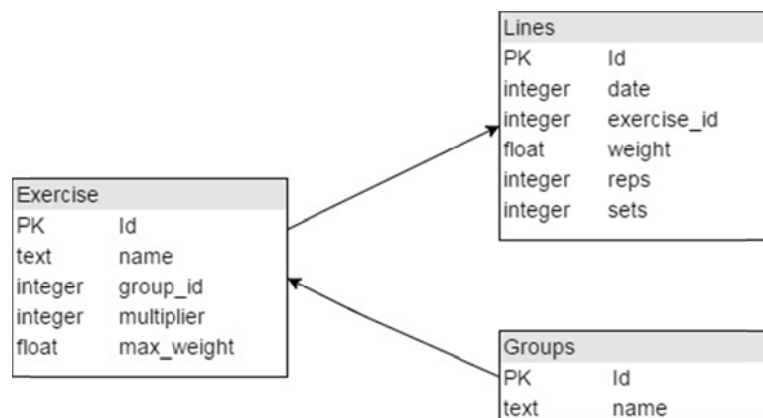 Lines
PK Id
integer date
integer exercise_id
float weight
integer reps
integer sets
Exercise
PK Id
text name
integer group_id
integer multiplier
float max_weight
Groups
PK Id
text name